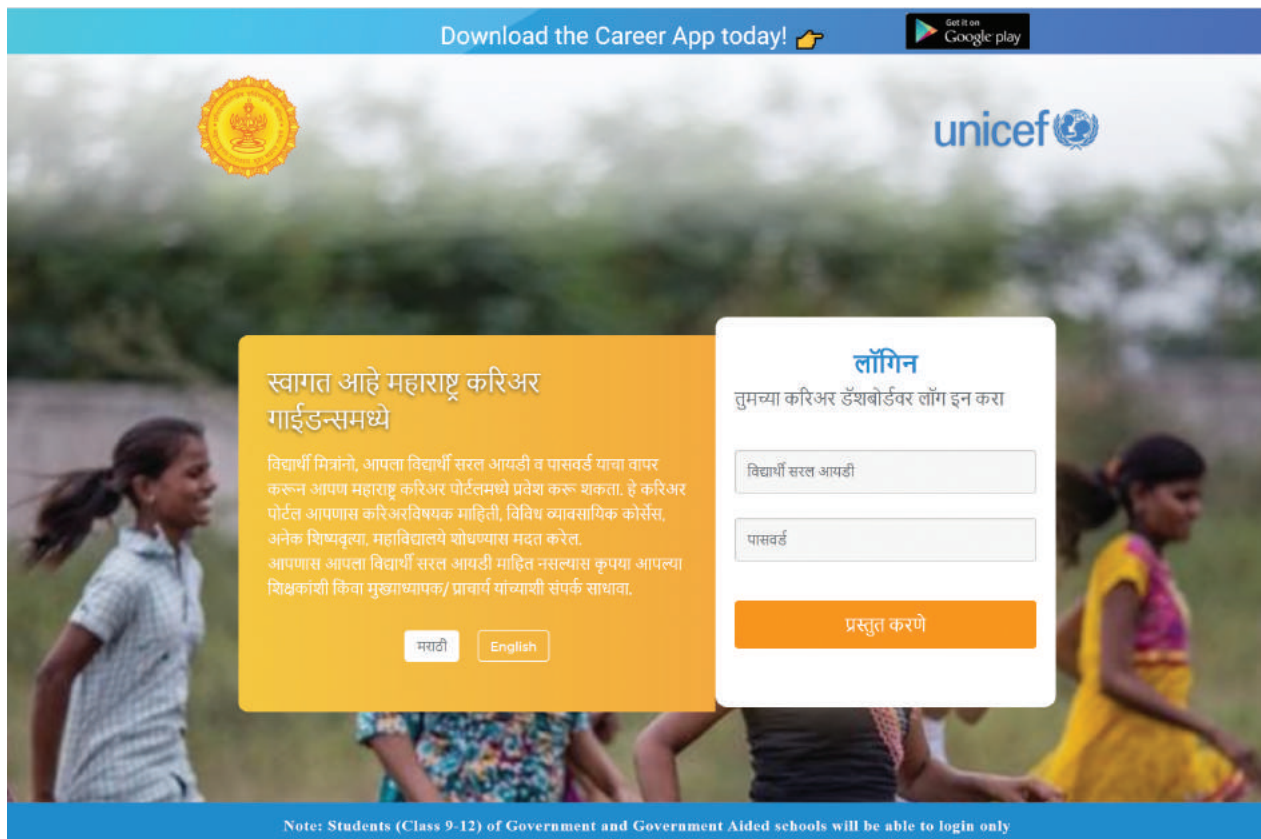 Download the Career App today! 👉
Get it on
Google play
unicef
स्वागत आहे महाराष्ट्र करिअर
गाईडन्समध्ये
विद्यार्थी मित्रांनो, आपला विद्यार्थी सरल आयडी व पासवर्ड याचा वापर
करून आपण महाराष्ट्र करिअर पोर्टलमध्ये प्रवेश करू शकता. हे करिअर
पोर्टल आपणास करिअरविषयक माहिती, विविध व्यावसायिक कोर्सेस,
अनेक शिष्यवृत्या, महाविद्यालये शोधण्यास मदत करेल.
आपणास आपला विद्यार्थी सरल आयडी माहित नसल्यास कृपया आपल्या
शिक्षकांशी किंवा मुख्याध्यापक/ प्राचार्य यांच्याशी संपर्क साधावा.
मराठी
English
लॉगिन
तुमच्या करिअर डॅशबोर्डवर लॉग इन करा
विद्यार्थी सरल आयडी
पासवर्ड
प्रस्तुत करणे
Note: Students (Class 9-12) of Government and Government Aided schools will be able to login only